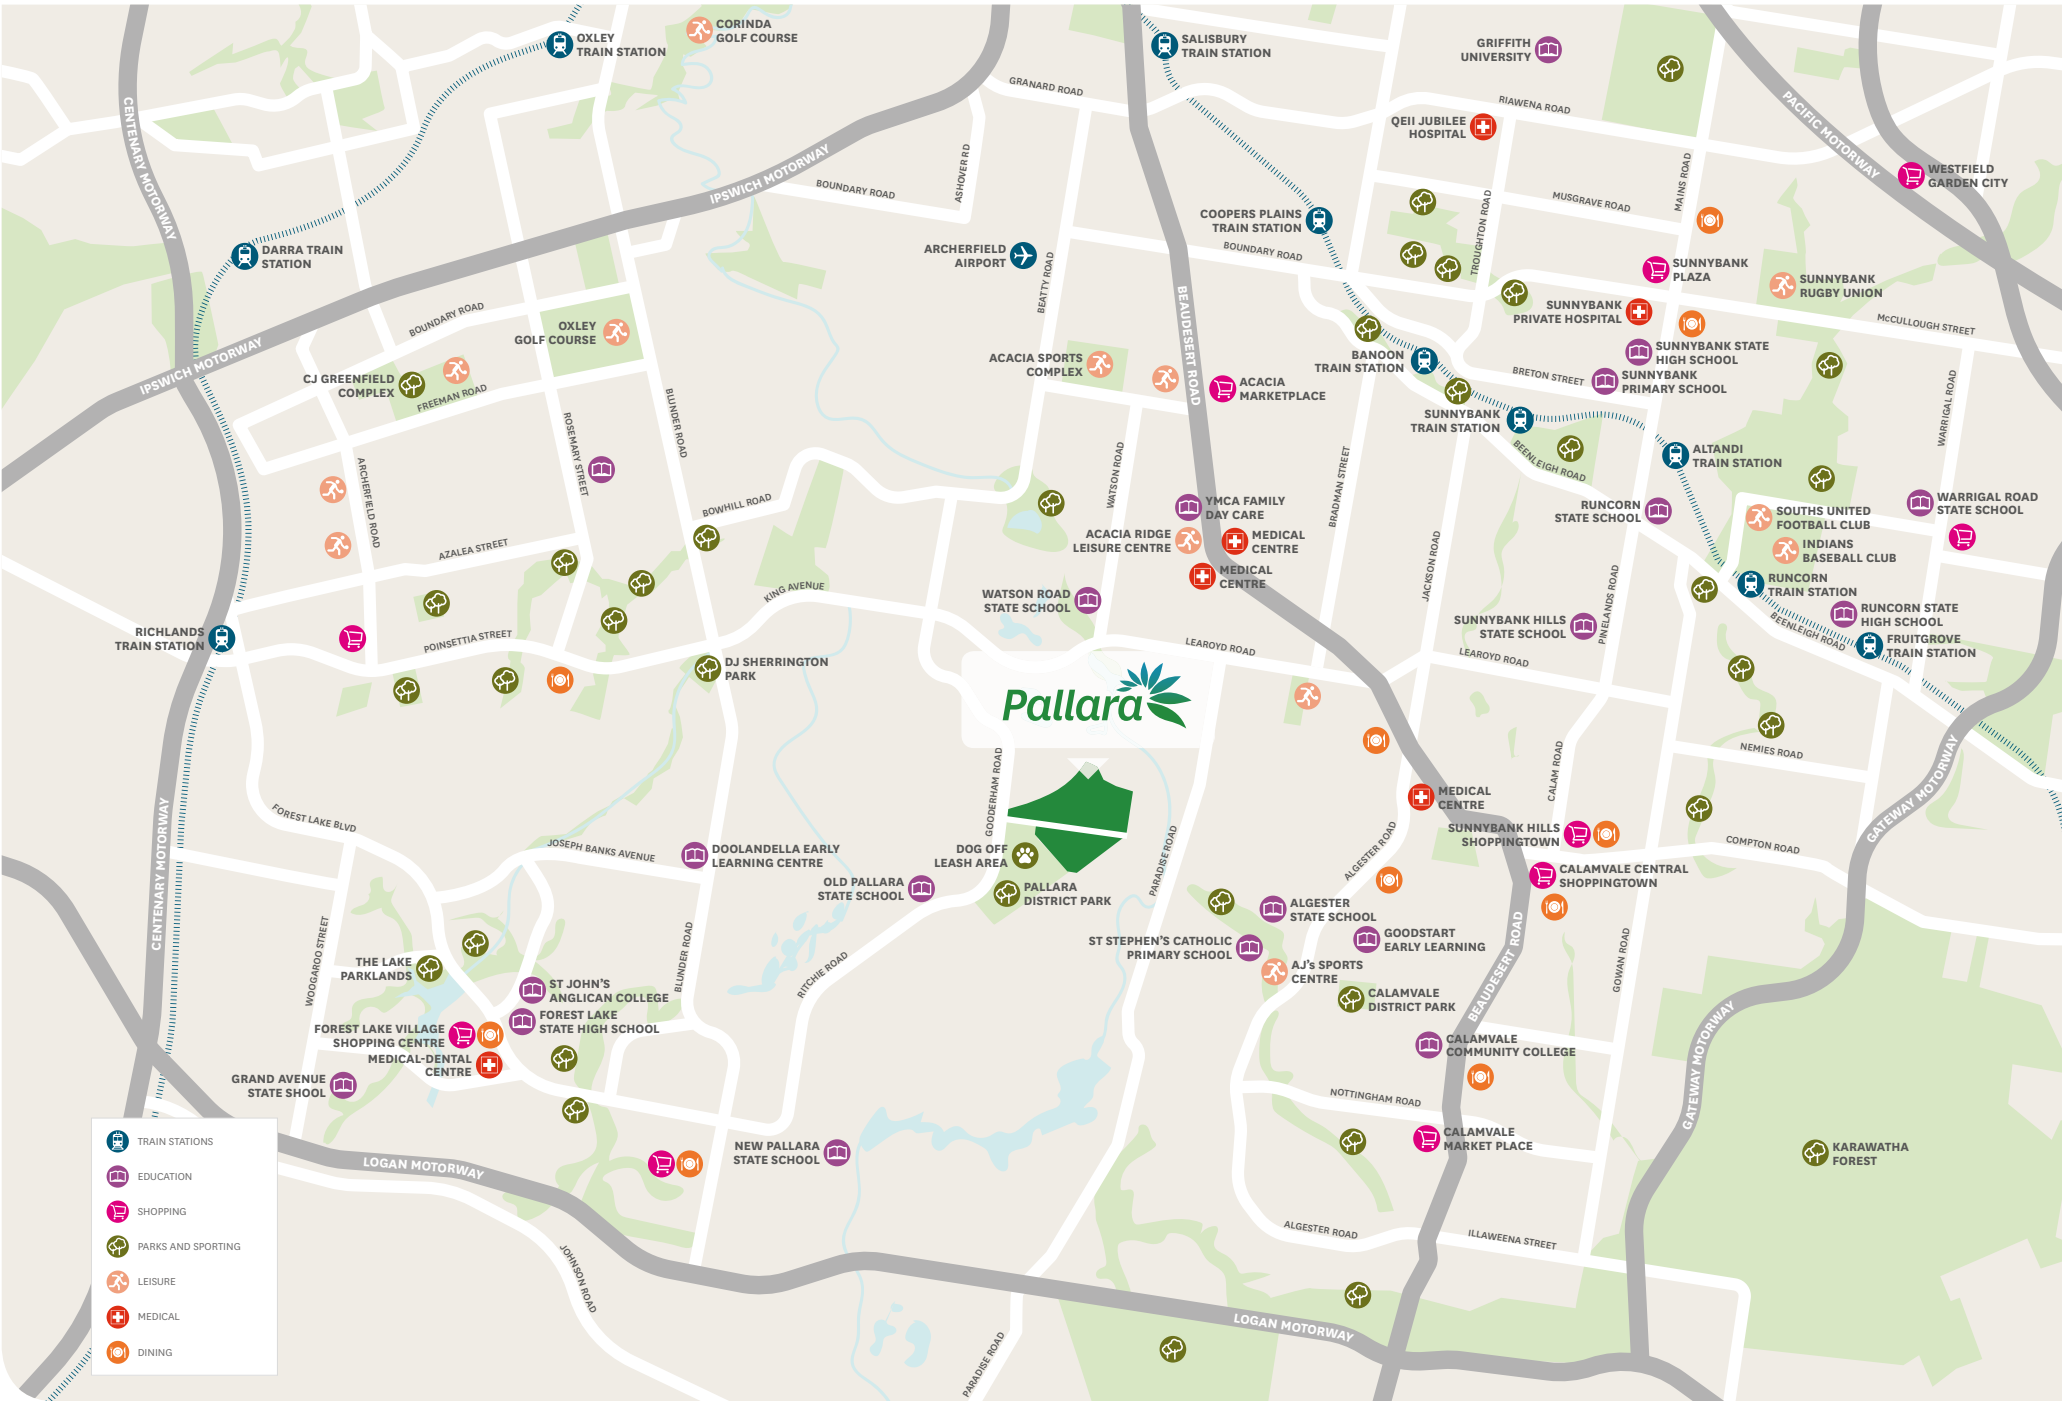 OXLEY
TRAIN STATION
CORINDA
GOLF COURSE
SALISBURY
TRAIN STATION
GRIFFITH
UNIVERSITY
GRANARD ROAD
RIAWENA ROAD
PACIFIC MOTORWAY
CENTENARY MOTORWAY
QEII JUBILEE
HOSPITAL
IPSWICH MOTORWAY
BOUNDARY ROAD
ASHOVER RD
MAINS ROAD
WESTFIELD
GARDEN CITY
MUSGRAVE ROAD
TROUGHTON ROAD
COOPERS PLAINS
TRAIN STATION
DARRA TRAIN
STATION
ARCHERFIELD
AIRPORT
BOUNDARY ROAD
BEATTY ROAD
SUNNYBANK
PLAZA
SUNNYBANK
RUGBY UNION
BOUNDARY ROAD
BEAUDESERT ROAD
SUNNYBANK
PRIVATE HOSPITAL
McCULLOUGH STREET
OXLEY
GOLF COURSE
IPSWICH MOTORWAY
ACACIA SPORTS
COMPLEX
BANOON
TRAIN STATION
SUNNYBANK STATE
HIGH SCHOOL
BRETON STREET
SUNNYBANK
PRIMARY SCHOOL
CJ GREENFIELD
COMPLEX
FREEMAN ROAD
ACACIA
MARKETPLACE
WARRIGAL ROAD
BLUNDER ROAD
ROSEMARY STREET
SUNNYBANK
TRAIN STATION
BEENLEIGH ROAD
ALTANDI
TRAIN STATION
ARCHERFIELD ROAD
WATSON ROAD
BRADMAN STREET
BOWHILL ROAD
YMCA FAMILY
DAY CARE
RUNCORN
STATE SCHOOL
WARRIGAL ROAD
STATE SCHOOL
SOUTHS UNITED
FOOTBALL CLUB
ACACIA RIDGE
LEISURE CENTRE
MEDICAL
CENTRE
INDIANS
BASEBALL CLUB
AZALEA STREET
JACKSON ROAD
MEDICAL
CENTRE
RUNCORN
TRAIN STATION
KING AVENUE
WATSON ROAD
STATE SCHOOL
PINELANDS ROAD
RUNCORN STATE
HIGH SCHOOL
BEENLEIGH ROAD
SUNNYBANK HILLS
STATE SCHOOL
RICHLANDS
TRAIN STATION
POINSETTIA STREET
LEAROYD ROAD
LEAROYD ROAD
FRUITGROVE
TRAIN STATION
DJ SHERRINGTON
PARK
Pallara
NEMIES ROAD
GOODERHAM ROAD
CALAM ROAD
GATEWAY MOTORWAY
MEDICAL
CENTRE
FOREST LAKE BLVD
CENTENARY MOTORWAY
JOSEPH BANKS AVENUE
DOOLANDELLA EARLY
LEARNING CENTRE
DOG OFF
LEASH AREA
PARADISE ROAD
ALGESTER ROAD
SUNNYBANK HILLS
SHOPPINGTOWN
COMPTON ROAD
CALAMVALE CENTRAL
SHOPPINGTOWN
OLD PALLARA
STATE SCHOOL
PALLARA
DISTRICT PARK
ALGESTER
STATE SCHOOL
GOODSTART
EARLY LEARNING
ST STEPHEN'S CATHOLIC
PRIMARY SCHOOL
BEAUDESERT ROAD
GOWAN ROAD
WOOGAROO STREET
BLUNDER ROAD
RITCHIE ROAD
THE LAKE
PARKLANDS
AJ's SPORTS
CENTRE
ST JOHN'S
ANGLICAN COLLEGE
CALAMVALE
DISTRICT PARK
FOREST LAKE
STATE HIGH SCHOOL
FOREST LAKE VILLAGE
SHOPPING CENTRE
MEDICAL-DENTAL
CENTRE
CALAMVALE
COMMUNITY COLLEGE
GATEWAY MOTORWAY
GRAND AVENUE
STATE SHOOL
NOTTINGHAM ROAD
CALAMVALE
MARKET PLACE
NEW PALLARA
STATE SCHOOL
KARAWATHA
FOREST
LOGAN MOTORWAY
TRAIN STATIONS
EDUCATION
SHOPPING
PARKS AND SPORTING
LEISURE
MEDICAL
DINING
JOHNSON ROAD
ALGESTER ROAD
ILLAWEENA STREET
LOGAN MOTORWAY
PARADISE ROAD